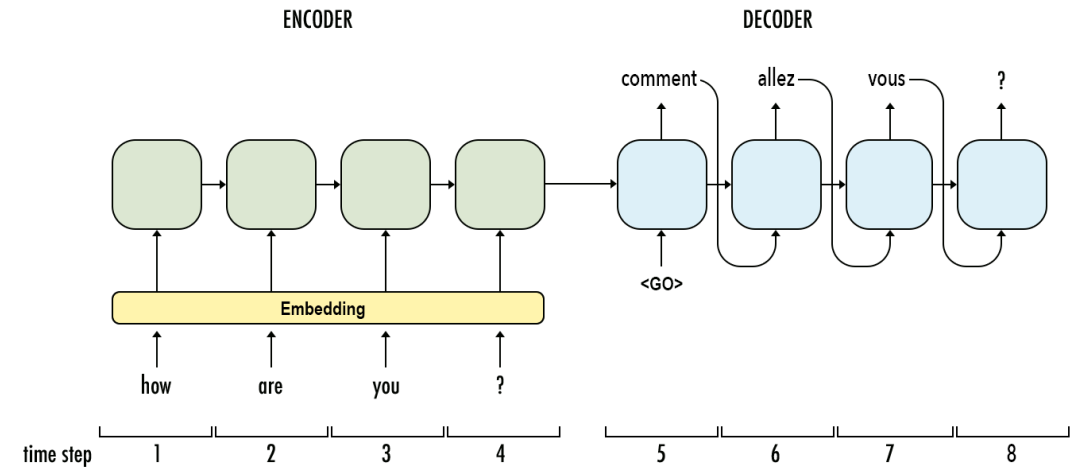 ENCODER DECODER
comment allez vous ?
<GO>
Embedding
how are you ?
time step 1 2 3 4 5 6 7 8